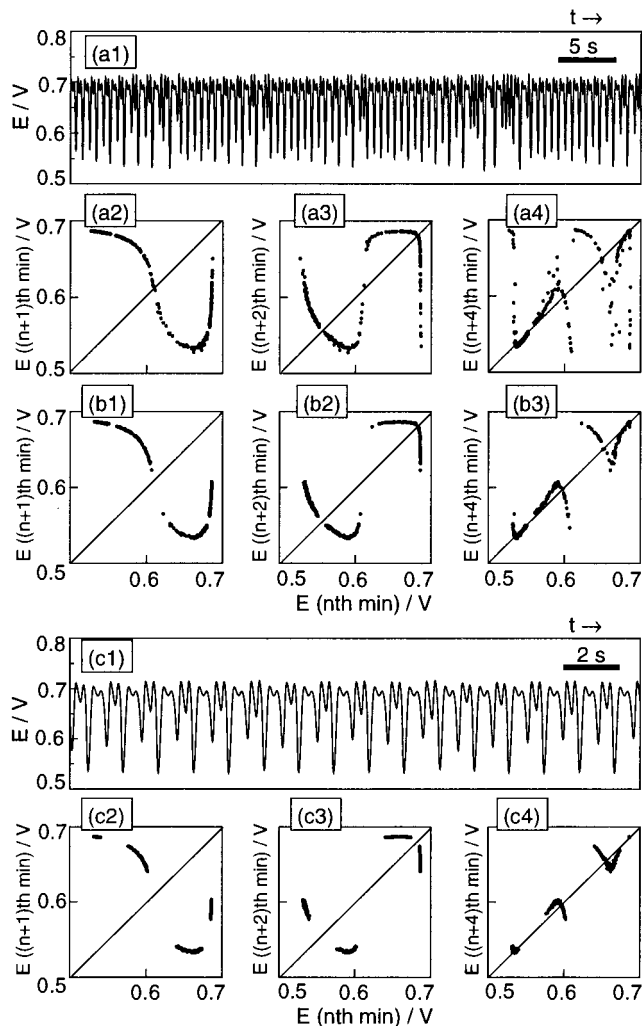 t →
(a1)
5 s
E / V
0.8
0.7
0.6
0.5
(a2)
(a3)
(a4)
E ((n+1)th min) / V
E ((n+2)th min) / V
E ((n+4)th min) / V
0.7
0.6
0.5
(b1)
(b2)
(b3)
E ((n+1)th min) / V
E ((n+2)th min) / V
E ((n+4)th min) / V
0.7
0.6
0.5
0.6 0.7 0.5 0.6 0.7 0.5 0.6 0.7
E (nth min) / V
t →
(c1)
2 s
E / V
0.8
0.7
0.6
0.5
(c2)
(c3)
(c4)
E ((n+1)th min) / V
E ((n+2)th min) / V
E ((n+4)th min) / V
0.7
0.6
0.5
0.6 0.7 0.5 0.6 0.7 0.5 0.6 0.7
E (nth min) / V